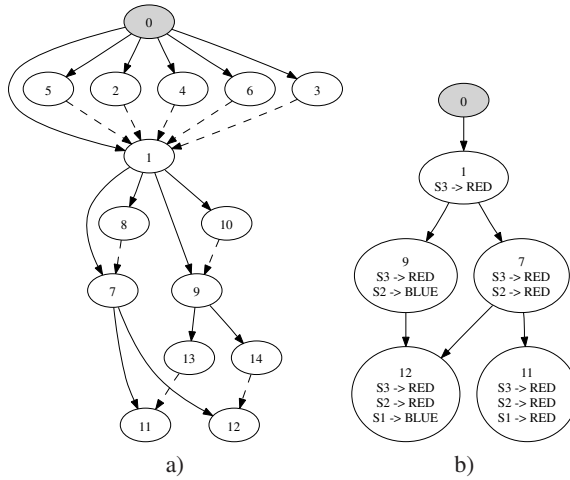 0
5
2
4
6
3
1
8
10
7
9
13
14
11
12
a)
0
1
S3 -> RED
9
S3 -> RED
S2 -> BLUE
7
S3 -> RED
S2 -> RED
12
S3 -> RED
S2 -> RED
S1 -> BLUE
11
S3 -> RED
S2 -> RED
S1 -> RED
b)